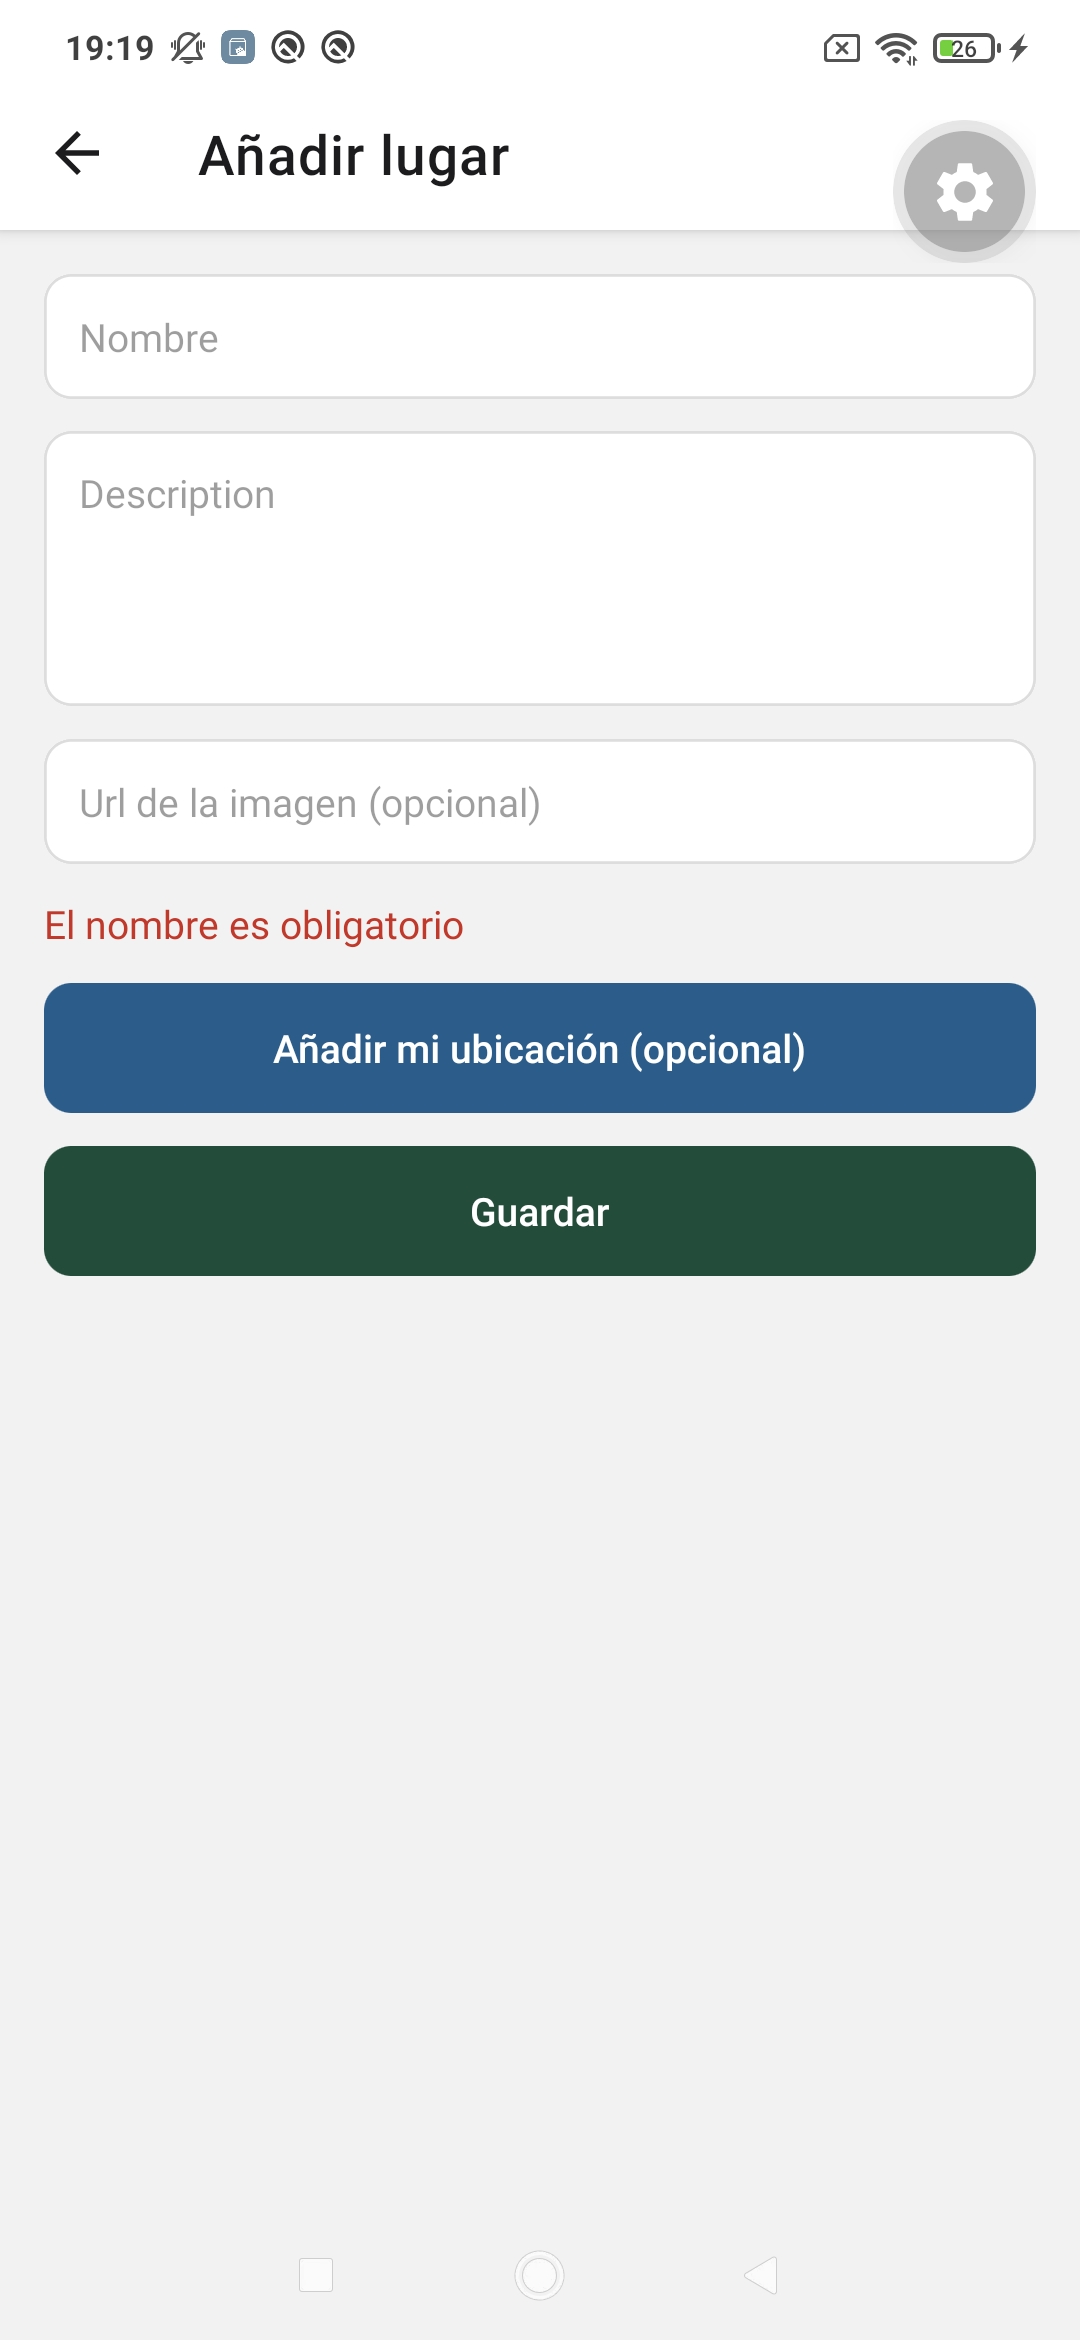 19:19
26
Añadir lugar
Nombre
Description
Url de la imagen (opcional)
El nombre es obligatorio
Añadir mi ubicación (opcional)
Guardar